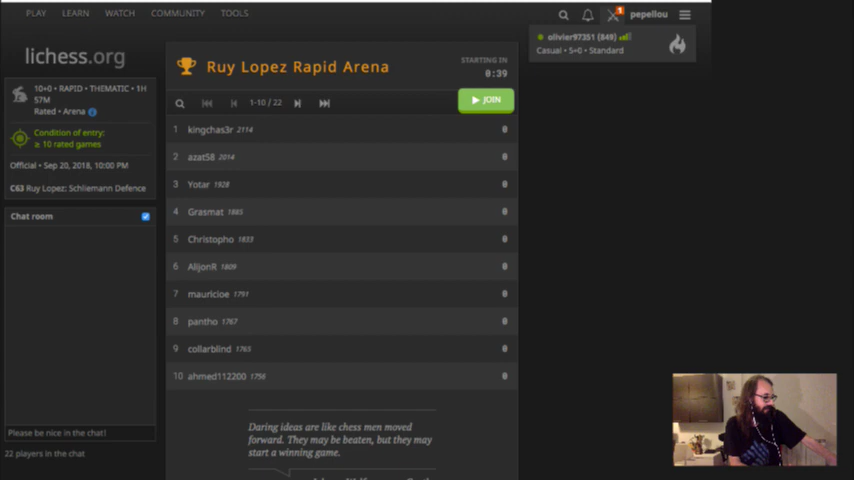 PLAY LEARN WATCH COMMUNITY TOOLS
1 pepellou
olivier97351 (849)
Casual • 5+0 • Standard
lichess.org
10+0 • RAPID • THEMATIC • 1H
57M
Rated • Arena
Condition of entry:
≥ 10 rated games
Official • Sep 20, 2018, 10:00 PM
C63 Ruy Lopez: Schliemann Defence
Chat room
Please be nice in the chat!
22 players in the chat
Ruy Lopez Rapid Arena
STARTING IN
0:39
1-10 / 22
JOIN
1 kingchas3r 2114 0
2 azat58 2014 0
3 Yotar 1928 0
4 Grasmat 1885 0
5 Christopho 1833 0
6 AlijonR 1809 0
7 mauricioe 1791 0
8 pantho 1767 0
9 collarblind 1765 0
10 ahmed112200 1756 0
Daring ideas are like chess men moved
forward. They may be beaten, but they may
start a winning game.